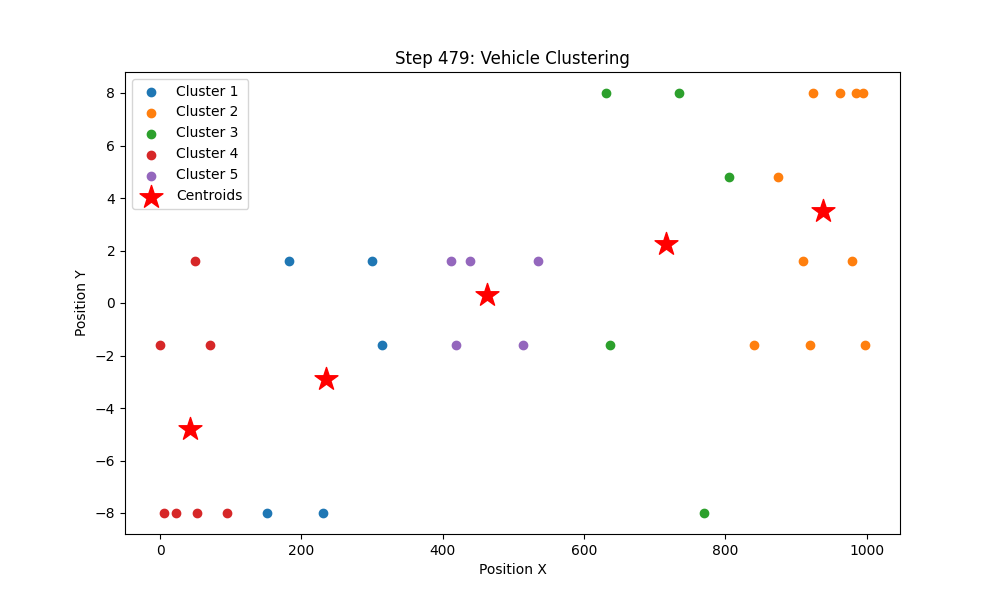 Step 479: Vehicle Clustering
Cluster 1
Cluster 2
Cluster 3
Cluster 4
Cluster 5
Centroids
8
6
4
2
0
−2
−4
−6
−8
Position Y
0 200 400 600 800 1000
Position X